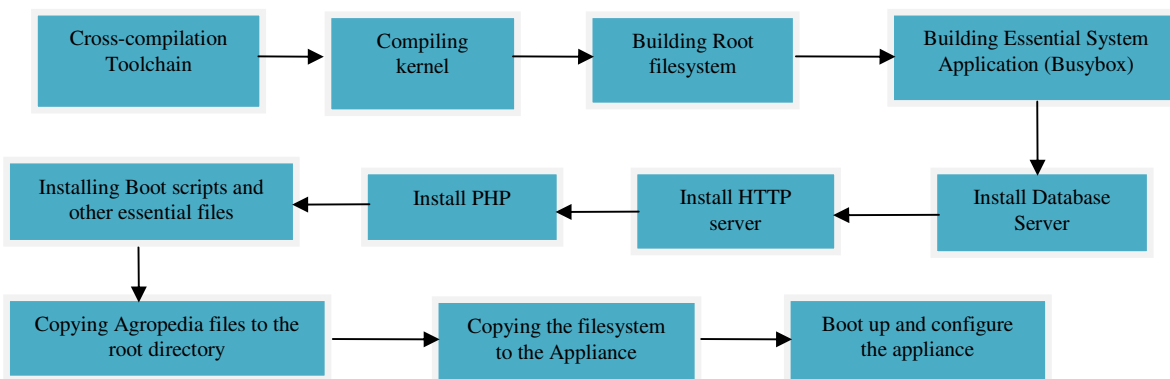 Cross-compilation
Toolchain
Compiling
kernel
Building Root
filesystem
Building Essential System
Application (Busybox)
Install Database
Server
Install HTTP
server
Install PHP
Installing Boot scripts and
other essential files
Copying Agropedia files to the
root directory
Copying the filesystem
to the Appliance
Boot up and configure
the appliance